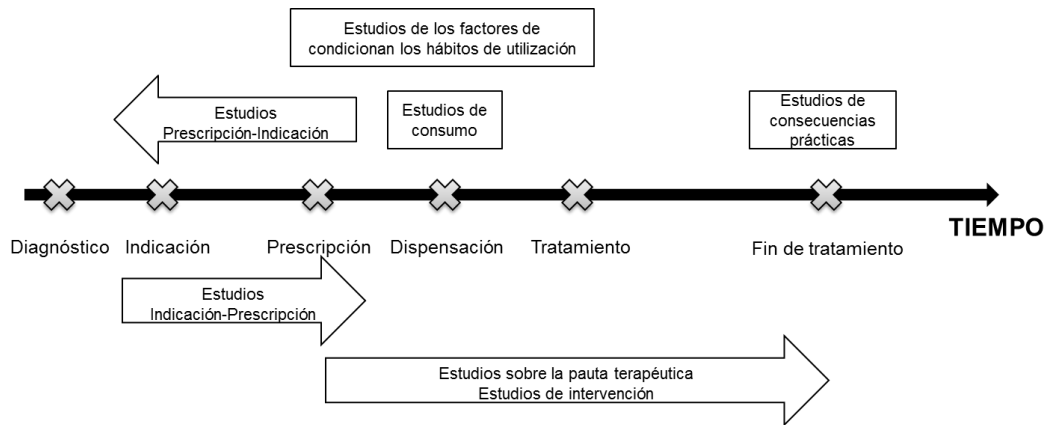 Estudios de los factores de
condicionan los hábitos de utilización
Estudios
Prescripción-Indicación
Estudios de
consumo
Estudios de
consecuencias
prácticas
TIEMPO
Diagnóstico
Indicación
Prescripción
Dispensación
Tratamiento
Fin de tratamiento
Estudios
Indicación-Prescripción
Estudios sobre la pauta terapéutica
Estudios de intervención